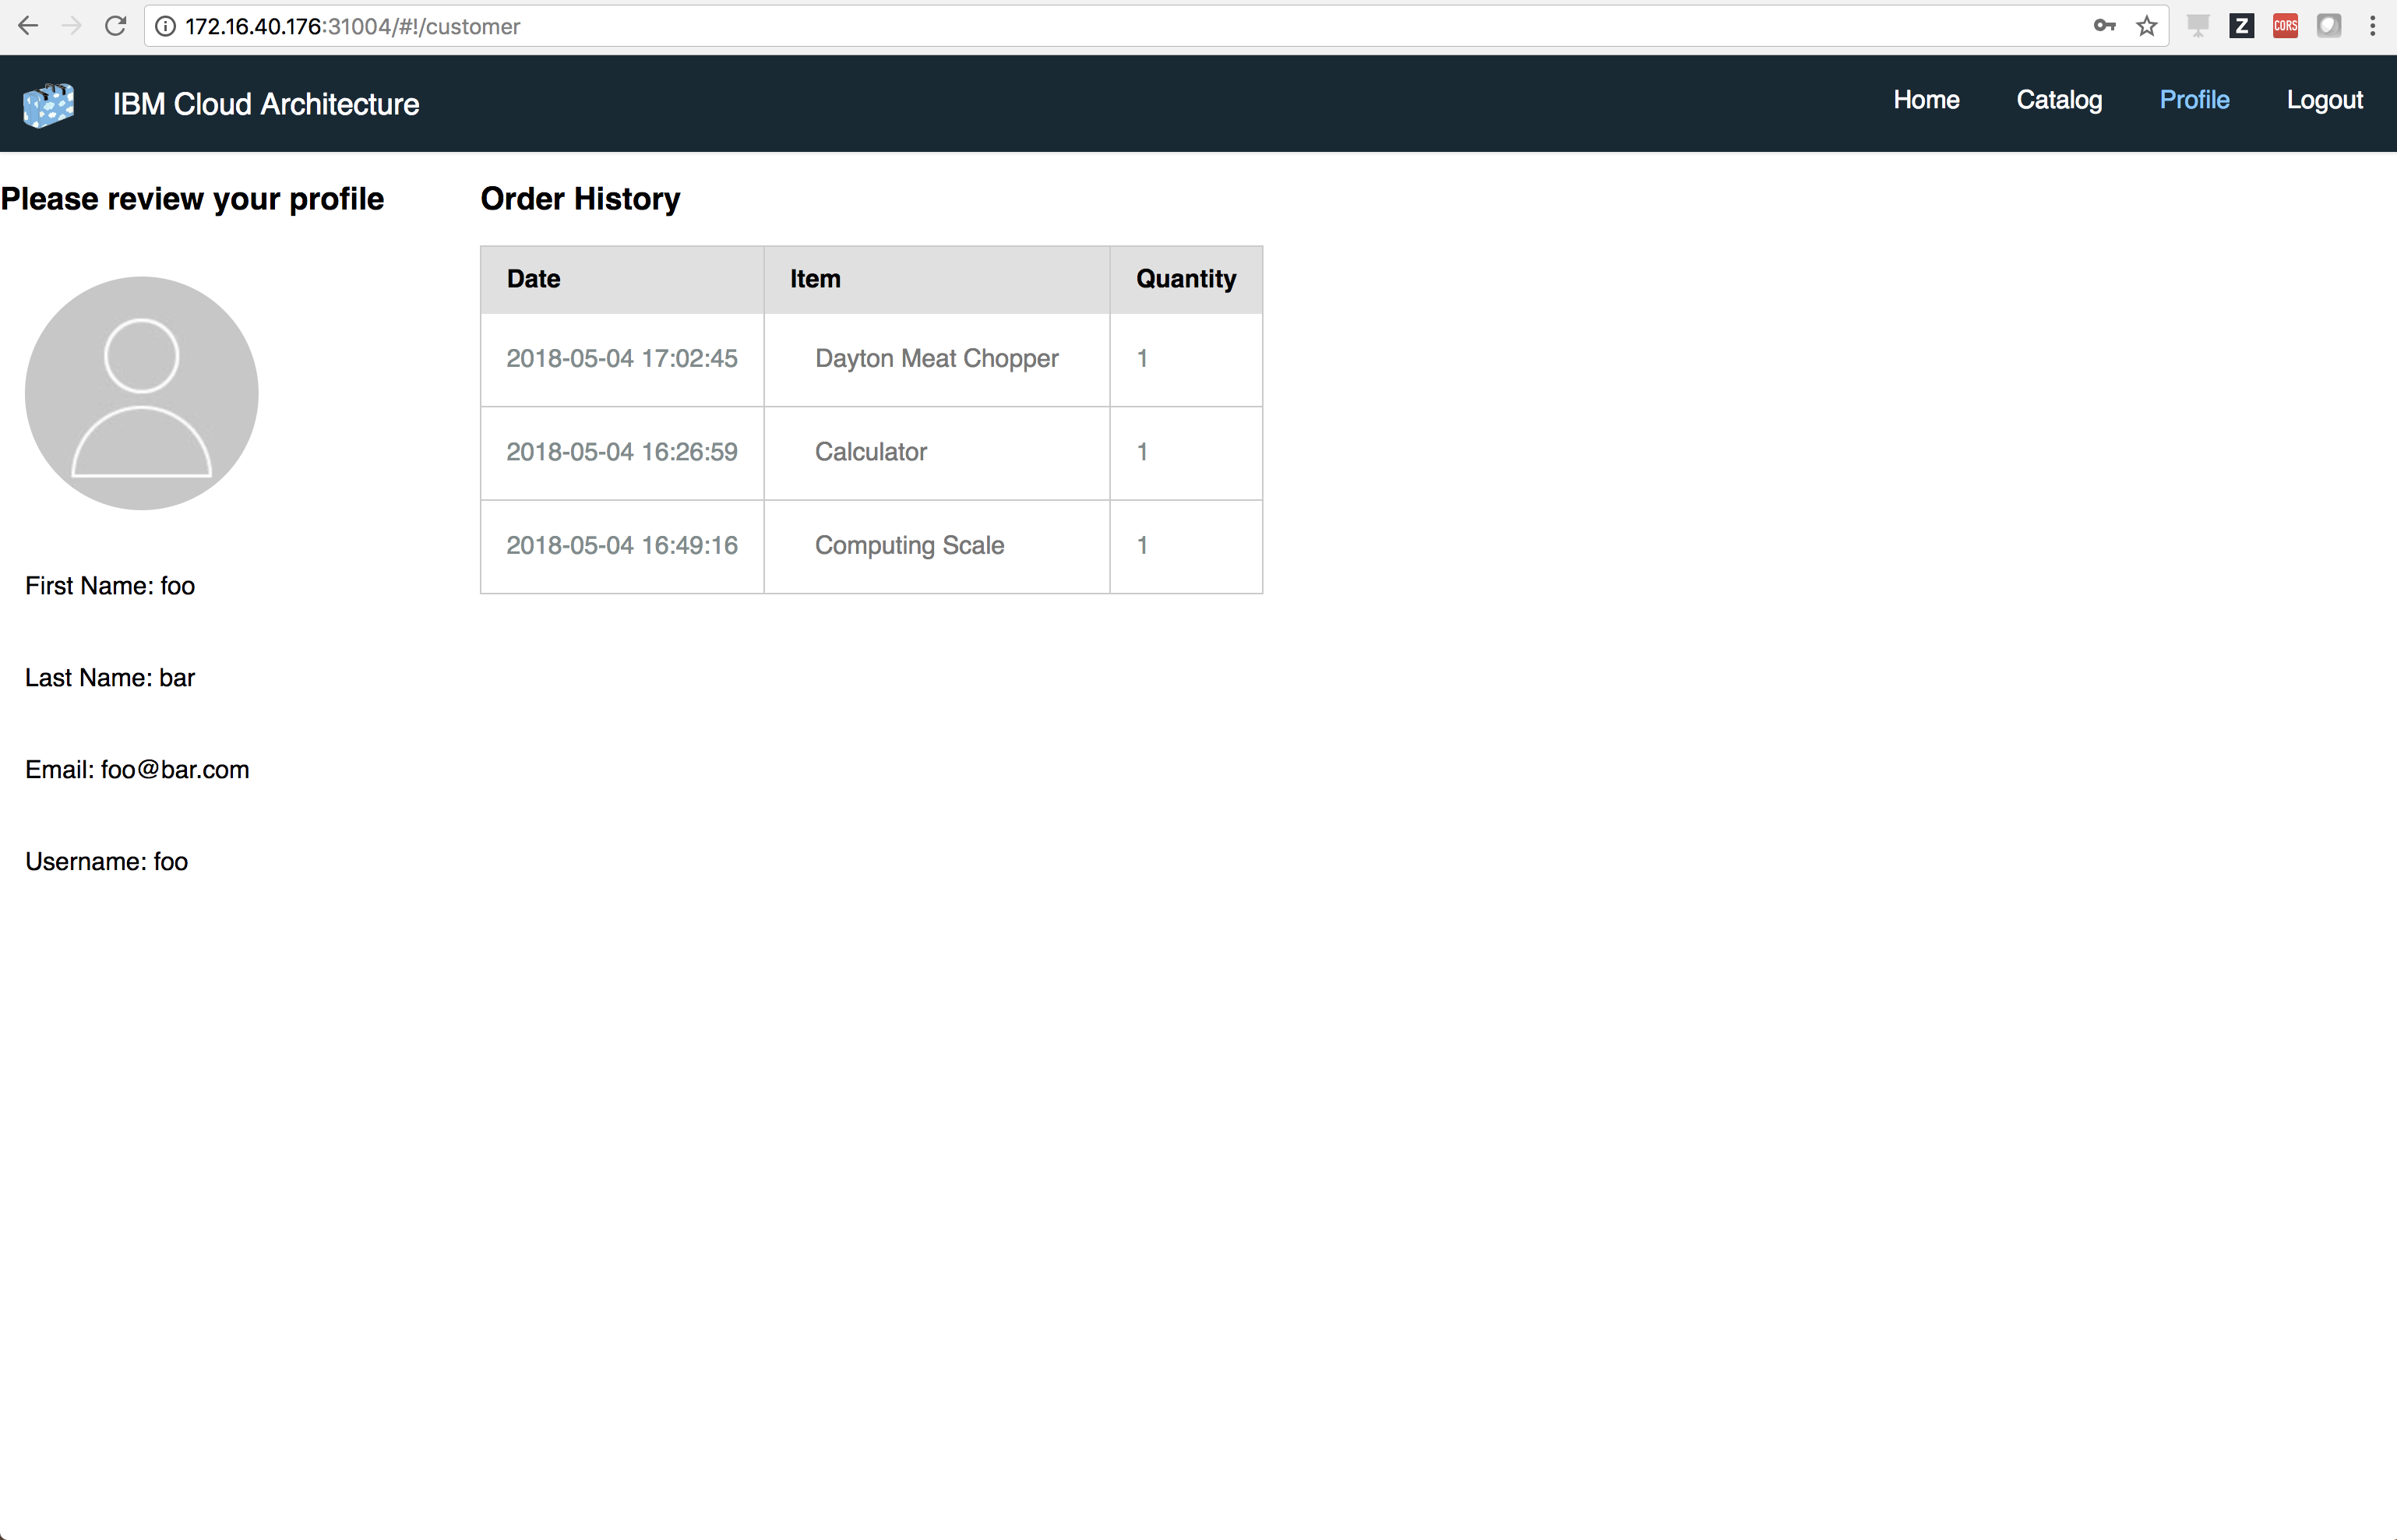 172.16.40.176:31004/#!/customer
Z
CORS
IBM Cloud Architecture
Home Catalog Profile Logout
Please review your profile
First Name: foo
Last Name: bar
Email: foo@bar.com
Username: foo
Order History
Date Item Quantity
2018-05-04 17:02:45 Dayton Meat Chopper 1
2018-05-04 16:26:59 Calculator 1
2018-05-04 16:49:16 Computing Scale 1